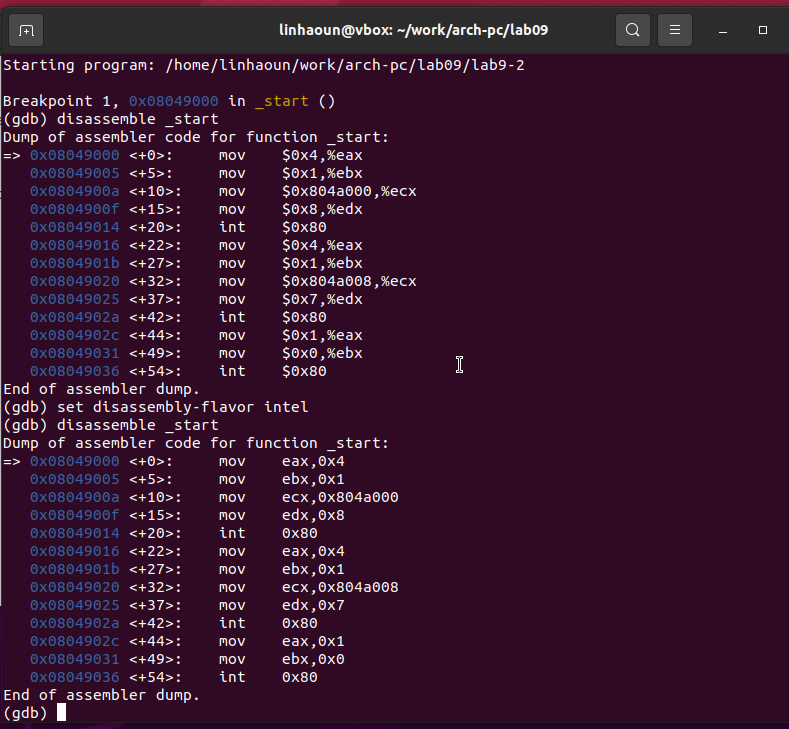 linhaoun@vbox: ~/work/arch-pc/lab09
Starting program: /home/linhaoun/work/arch-pc/lab09/lab9-2
Breakpoint 1, 0x08049000 in _start ()
(gdb) disassemble _start
Dump of assembler code for function _start:
=> 0x08049000 <+0>:     mov    $0x4,%eax
   0x08049005 <+5>:     mov    $0x1,%ebx
   0x0804900a <+10>:    mov    $0x804a000,%ecx
   0x0804900f <+15>:    mov    $0x8,%edx
   0x08049014 <+20>:    int    $0x80
   0x08049016 <+22>:    mov    $0x4,%eax
   0x0804901b <+27>:    mov    $0x1,%ebx
   0x08049020 <+32>:    mov    $0x804a008,%ecx
   0x08049025 <+37>:    mov    $0x7,%edx
   0x0804902a <+42>:    int    $0x80
   0x0804902c <+44>:    mov    $0x1,%eax
   0x08049031 <+49>:    mov    $0x0,%ebx
   0x08049036 <+54>:    int    $0x80
End of assembler dump.
(gdb) set disassembly-flavor intel
(gdb) disassemble _start
Dump of assembler code for function _start:
=> 0x08049000 <+0>:     mov    eax,0x4
   0x08049005 <+5>:     mov    ebx,0x1
   0x0804900a <+10>:    mov    ecx,0x804a000
   0x0804900f <+15>:    mov    edx,0x8
   0x08049014 <+20>:    int    0x80
   0x08049016 <+22>:    mov    eax,0x4
   0x0804901b <+27>:    mov    ebx,0x1
   0x08049020 <+32>:    mov    ecx,0x804a008
   0x08049025 <+37>:    mov    edx,0x7
   0x0804902a <+42>:    int    0x80
   0x0804902c <+44>:    mov    eax,0x1
   0x08049031 <+49>:    mov    ebx,0x0
   0x08049036 <+54>:    int    0x80
End of assembler dump.
(gdb)